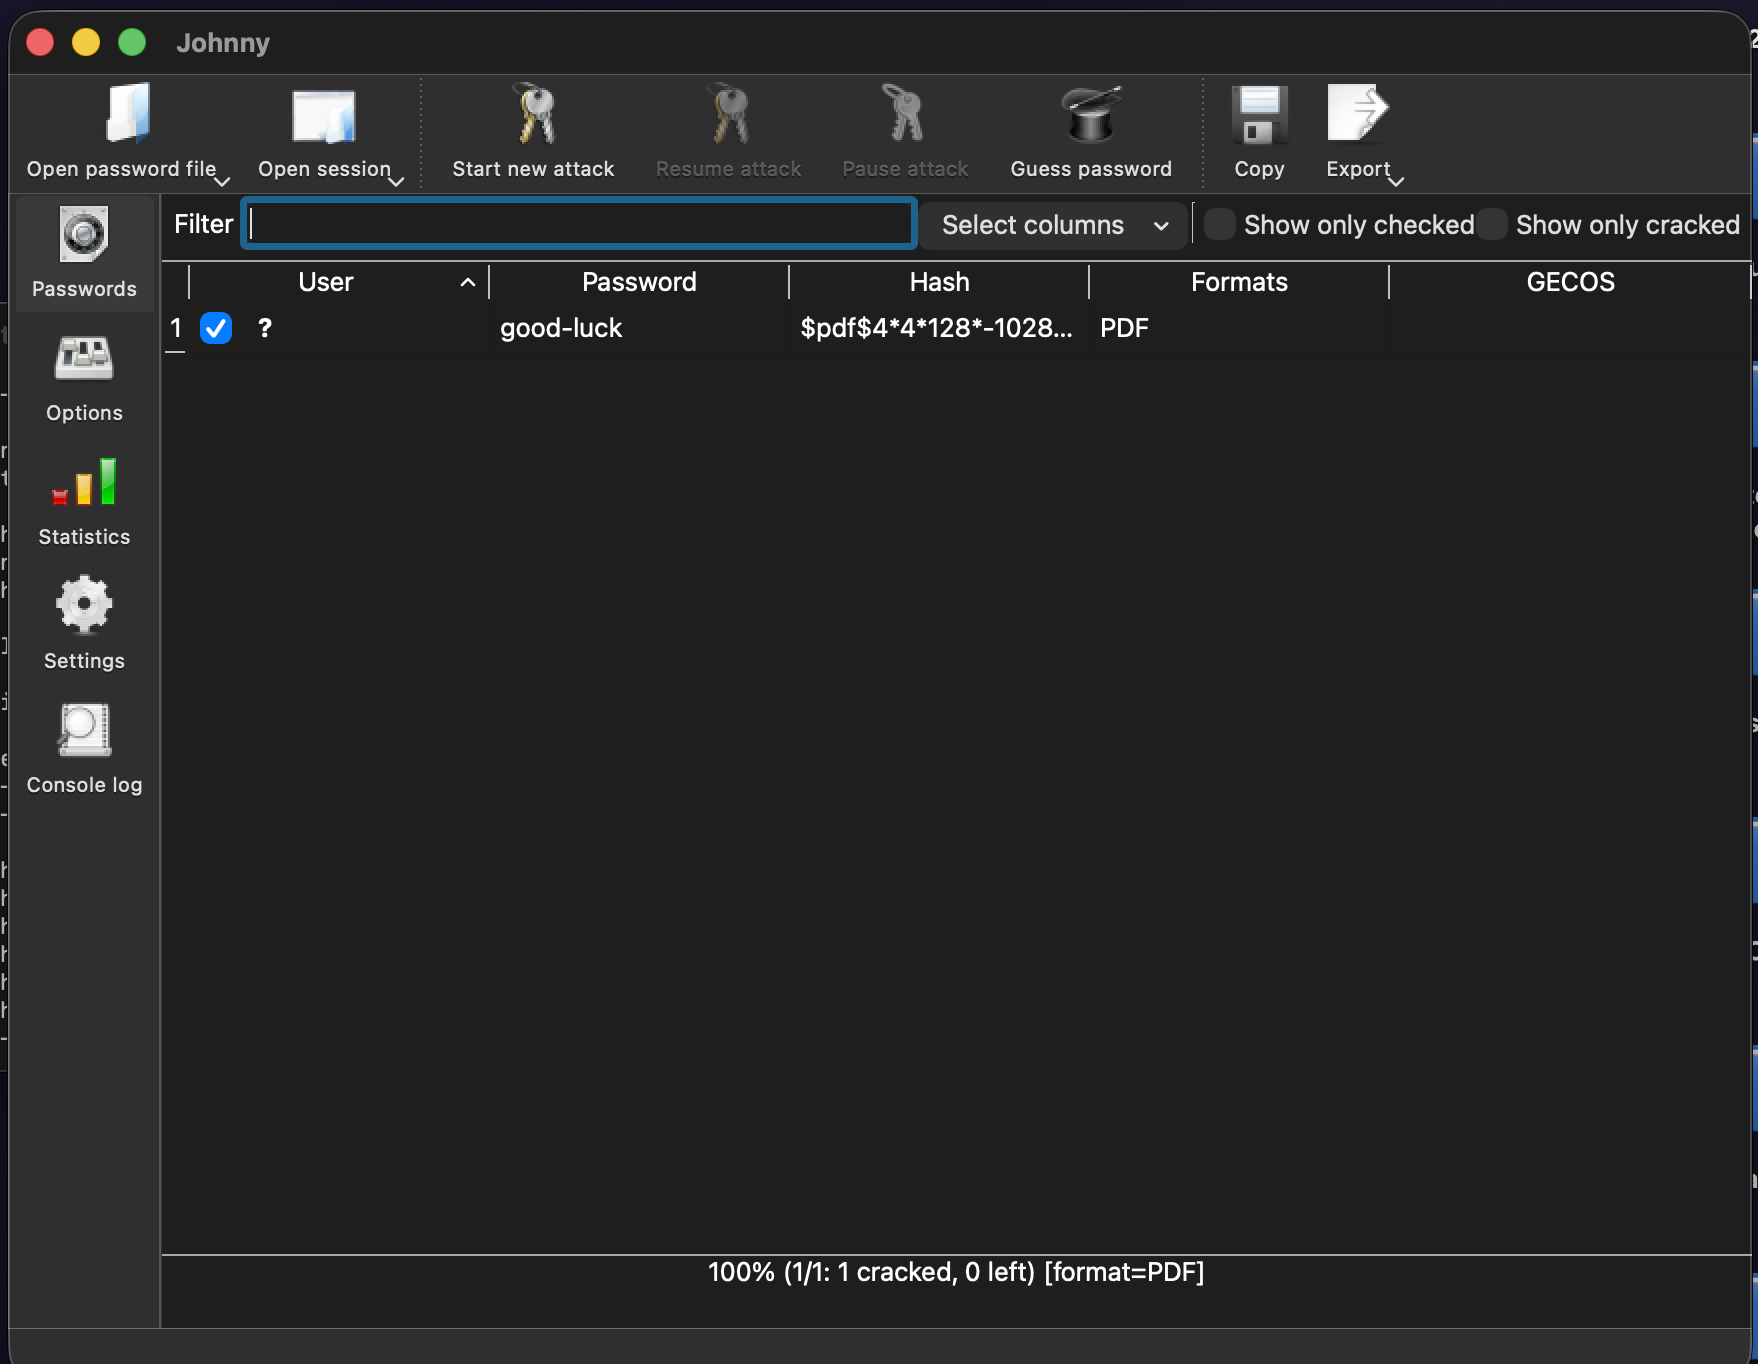 Johnny
Open password file
Open session
Start new attack
Resume attack
Pause attack
Guess password
Copy
Export
Passwords
Options
Statistics
Settings
Console log
Filter
Select columns
Show only checked
Show only cracked
User Password Hash Formats GECOS
1 ? good-luck $pdf$4*4*128*-1028... PDF
100% (1/1: 1 cracked, 0 left) [format=PDF]